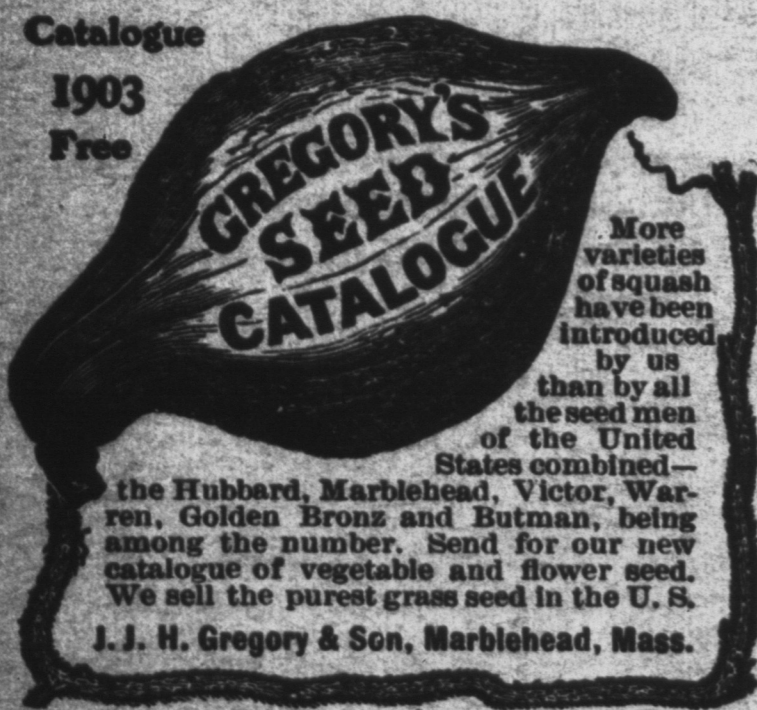 Catalogue
1903
Free
GREGORY'S
SEED
CATALOGUE
More
varieties
of squash
have been
introduced
by us
than by all
the seed men
of the United
States combined—
the Hubbard, Marblehead, Victor, War-
ren, Golden Bronz and Butman, being
among the number. Send for our new
catalogue of vegetable and flower seed.
We sell the purest grass seed in the U. S.
J. J. H. Gregory & Son, Marblehead, Mass.